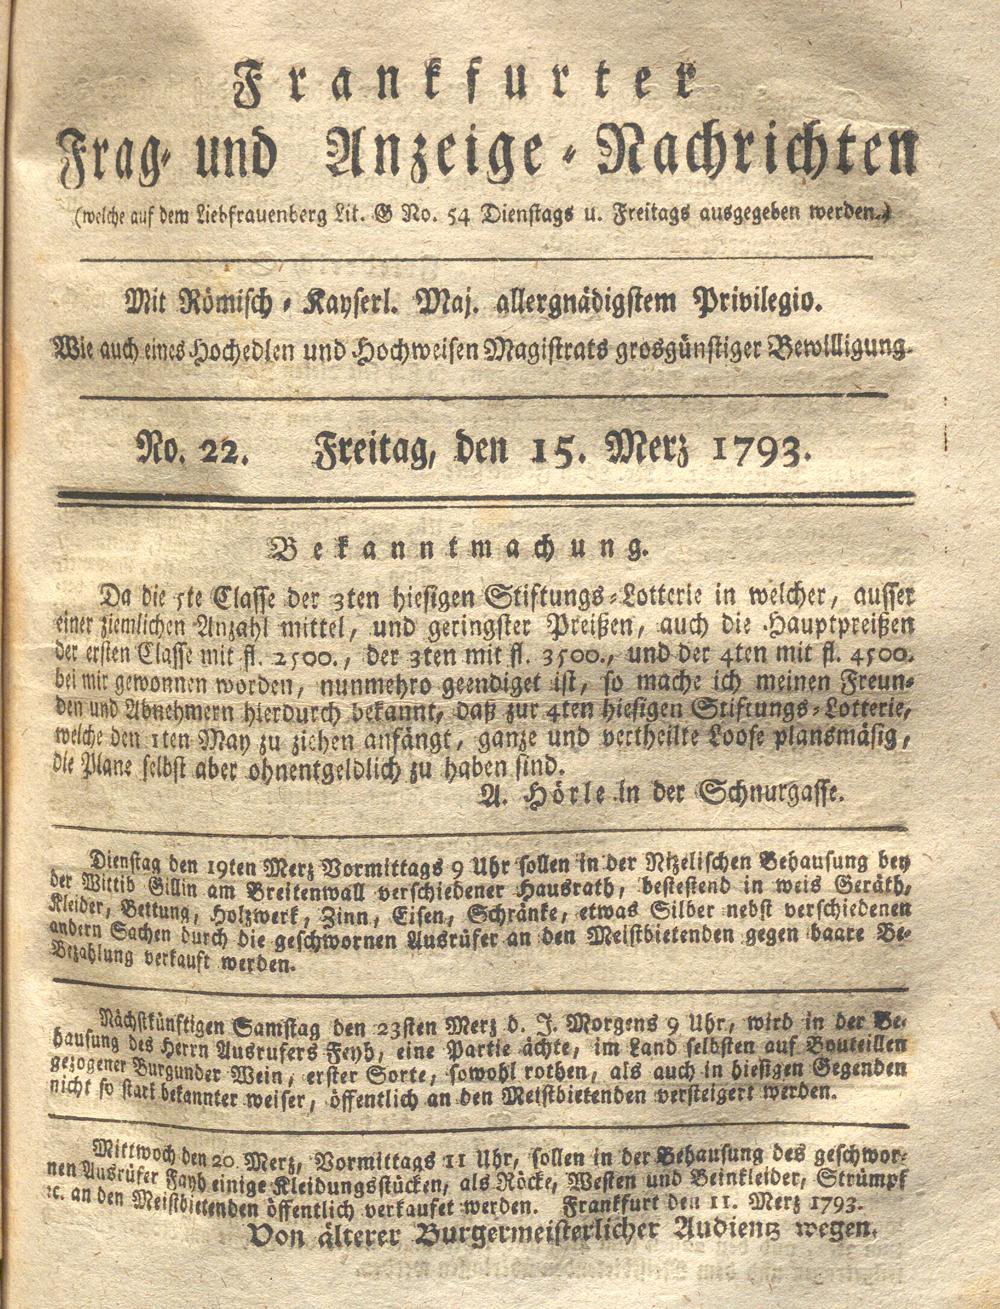 Frankfurter
Frag- und Anzeige-Nachrichten
(welche auf dem Liebfrauenberg Lit. G No. 54 Dienstags u. Freitags ausgegeben werden.)
Mit Römisch-Kayserl. Maj. allergnädigstem Privilegio.
Wie auch eines Hochedlen und Hochweisen Magistrats grosgünstiger Bewilligung.
No. 22. Freitag, den 15. Merz 1793.
Bekanntmachung.
Da die 5te Classe der 3ten hiesigen Stiftungs-Lotterie in welcher, ausser
einer ziemlichen Anzahl mittel, und geringster Preißen, auch die Hauptpreißen
der ersten Classe mit fl. 2500., der 3ten mit fl. 3500., und der 4ten mit fl. 4500.
bei mir gewonnen worden, nunmehro geendiget ist, so mache ich meinen Freun-
den und Abnehmern hierdurch bekannt, daß zur 4ten hiesigen Stiftungs-Lotterie,
welche den 1ten May zu ziehen anfängt, ganze und vertheilte Loose plansmäsig,
die Plane selbst aber ohnentgeldlich zu haben sind.
A. Hörle in der Schnurgasse.
Dienstag den 19ten Merz Vormittags 9 Uhr sollen in der Nizelischen Behausung bey
der Wittib Gillin am Breitenwall verschiedener Hausrath, bestestend in weis Geräth,
Kleider, Bettung, Holzwerk, Zinn, Eisen, Schränke, etwas Silber nebst verschiedenen
andern Sachen durch die geschwornen Ausrüfer an den Meistbietenden gegen baare Be-
Bezahlung verkauft werden.
Nächstkünftigen Samstag den 23sten Merz d. J. Morgens 9 Uhr, wird in der Be-
hausung des Herrn Ausrufers Feyh, eine Partie ächte, im Land selbsten auf Bouteillen
gezogener Burgunder Wein, erster Sorte, sowohl rothen, als auch in hiesigen Gegenden
nicht so stark bekannter weiser, öffentlich an den Meistbietenden versteigert werden.
Mittwoch den 20. Merz, Vormittags 11 Uhr, sollen in der Behausung des geschwor-
nen Ausrüfer Fayh einige Kleidungsstücken, als Röcke, Westen und Beinkleider, Strümpf
ꝛc. an den Meistbietenden öffentlich verkaufet werden. Frankfurt den 11. Merz 1793.
Von älterer Burgermeisterlicher Audientz wegen.